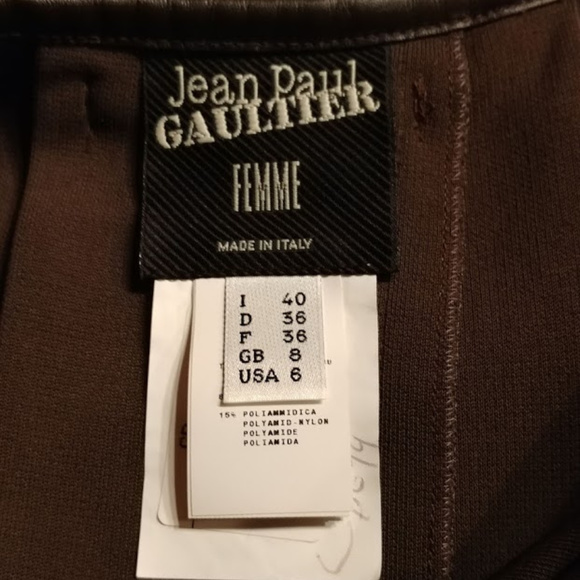 Jean Paul
GAULTIER
FEMME
MADE IN ITALY
I 40
D 36
F 36
GB 8
USA 6
15% POLIAMMIDICA
POLYAMID-NYLON
POLYAMIDE
POLIAMIDA